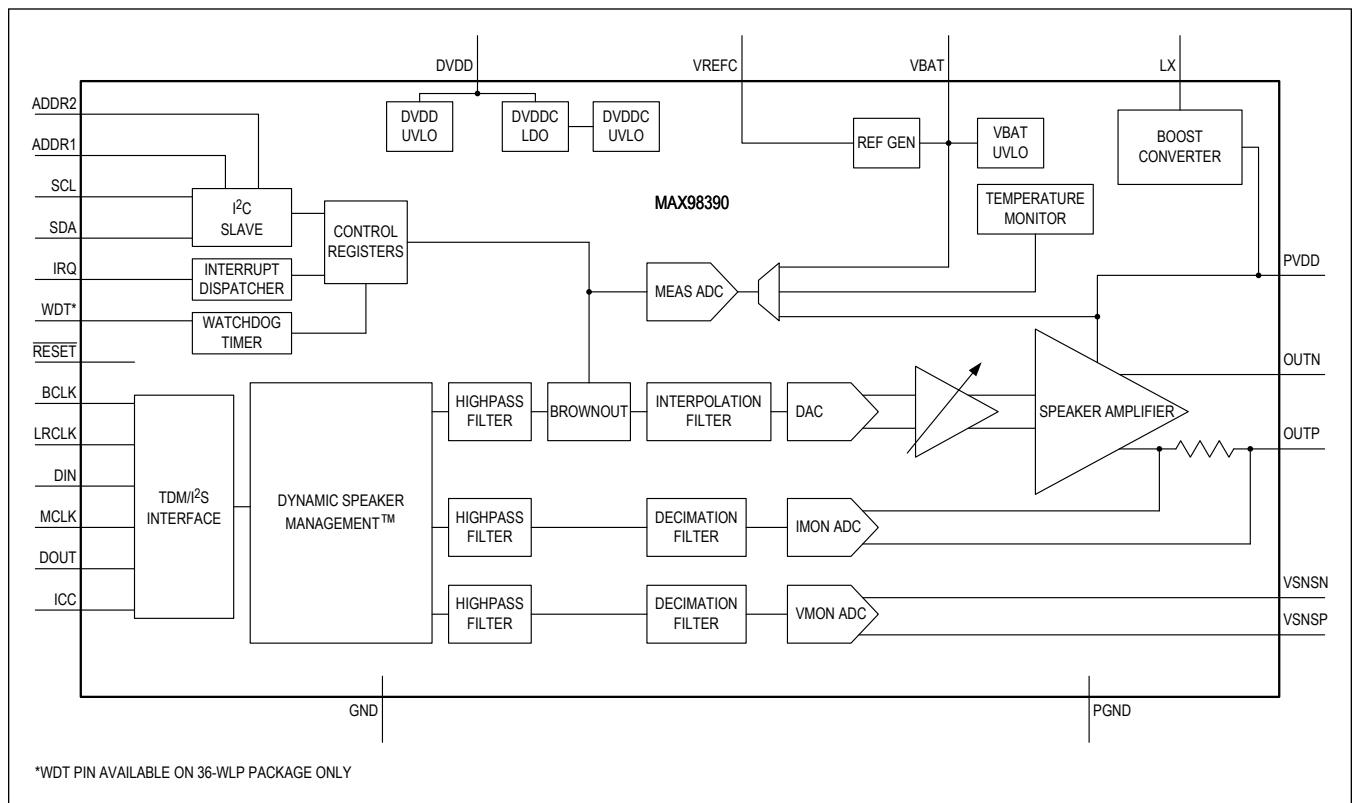 DVDD
VREFC
VBAT
LX
ADDR2
ADDR1
SCL
SDA
IRQ
WDT*
RESET
BCLK
LRCLK
DIN
MCLK
DOUT
ICC
DVDD
UVLO
DVDDC
LDO
DVDDC
UVLO
REF GEN
VBAT
UVLO
BOOST
CONVERTER
MAX98390
TEMPERATURE
MONITOR
I²C
SLAVE
CONTROL
REGISTERS
INTERRUPT
DISPATCHER
WATCHDOG
TIMER
MEAS ADC
TDM/I²S
INTERFACE
DYNAMIC SPEAKER
MANAGEMENT™
HIGHPASS
FILTER
BROWNOUT
INTERPOLATION
FILTER
DAC
SPEAKER AMPLIFIER
HIGHPASS
FILTER
DECIMATION
FILTER
IMON ADC
HIGHPASS
FILTER
DECIMATION
FILTER
VMON ADC
PVDD
OUTN
OUTP
VSNSN
VSNSP
GND
PGND
*WDT PIN AVAILABLE ON 36-WLP PACKAGE ONLY